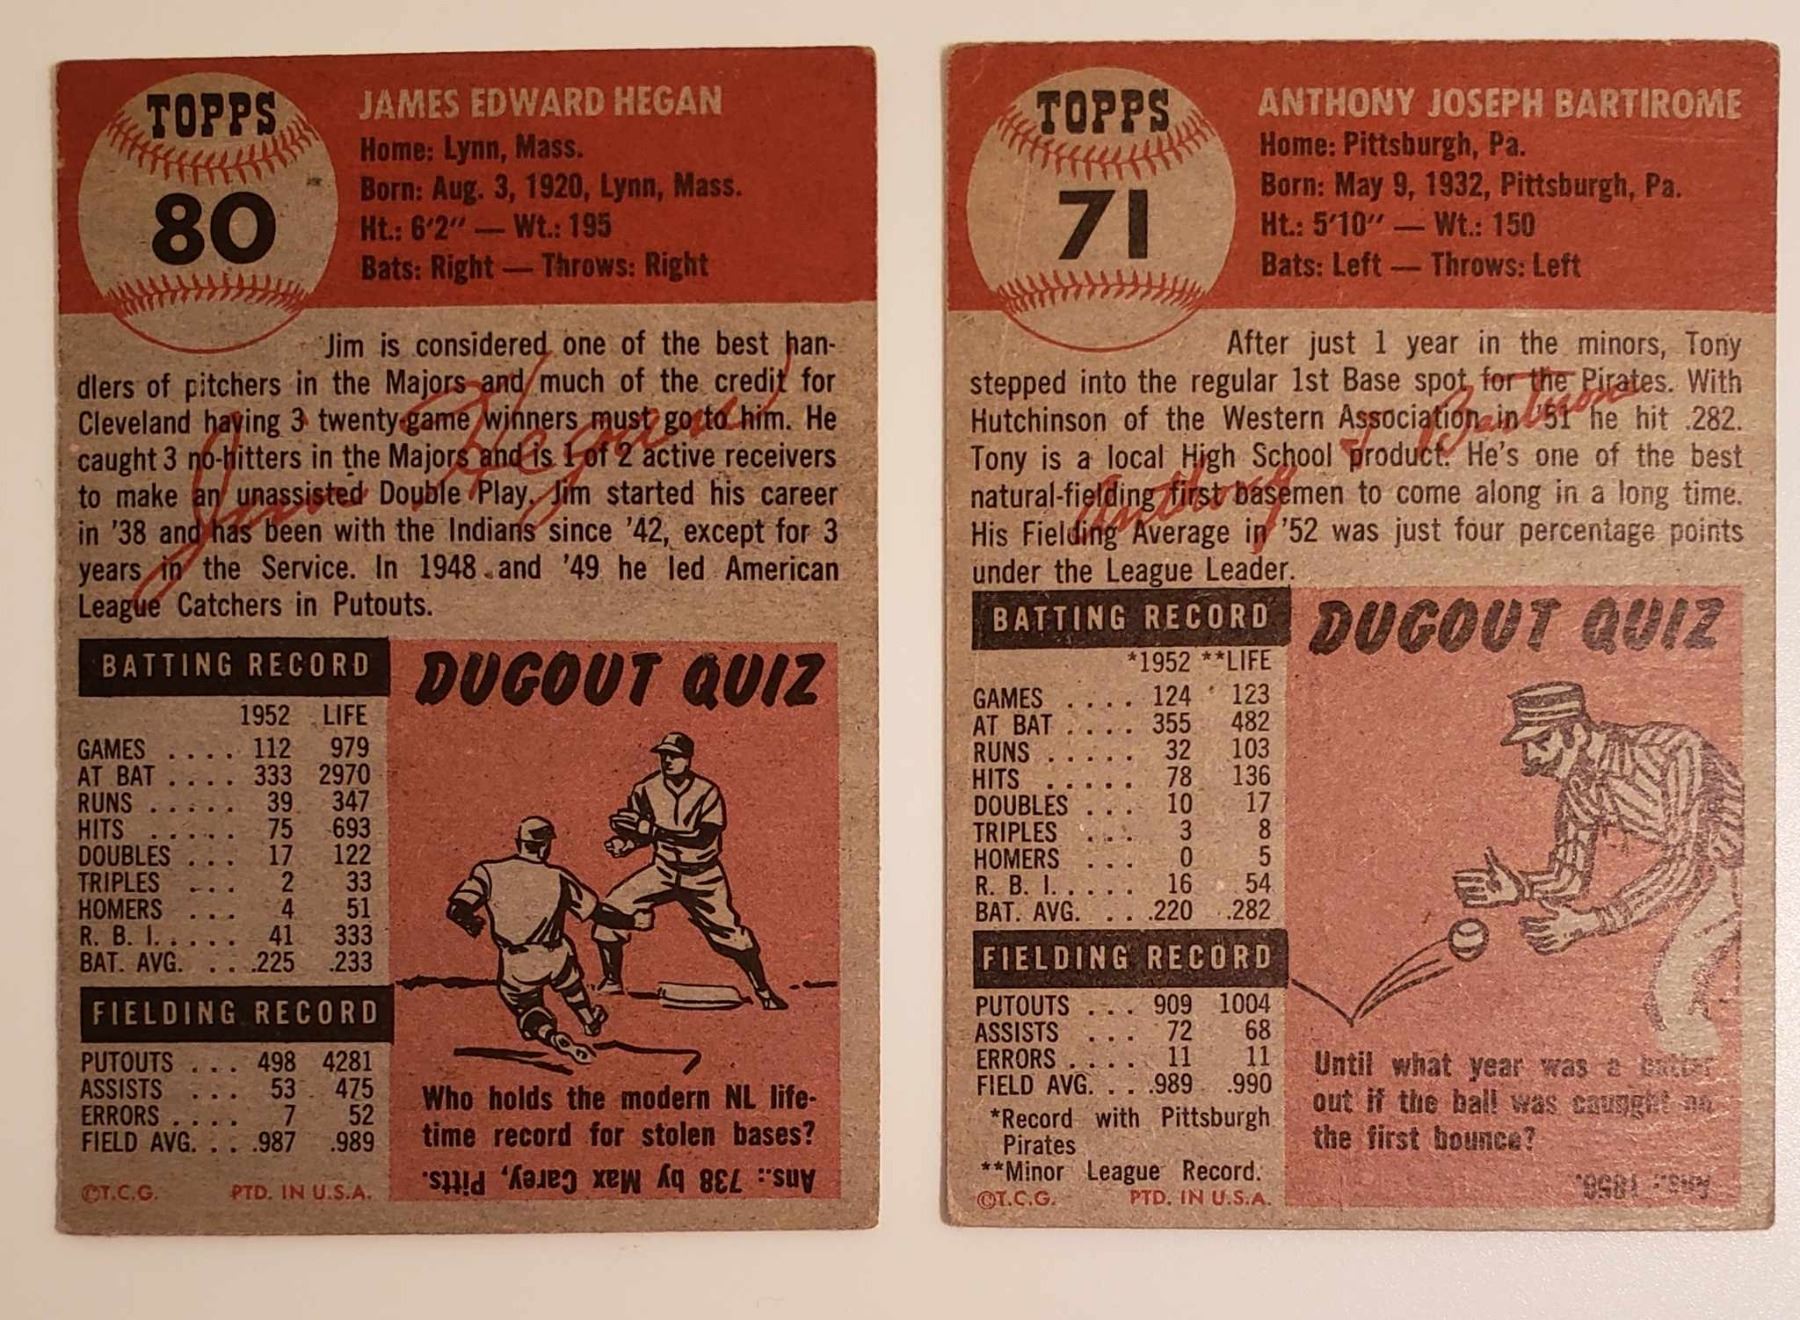 TOPPS
80
JAMES EDWARD HEGAN
Home: Lynn, Mass.
Born: Aug. 3, 1920, Lynn, Mass.
Ht.: 6'2" — Wt.: 195
Bats: Right — Throws: Right
Jim is considered one of the best han-
dlers of pitchers in the Majors and much of the credit for
Cleveland having 3 twenty game winners must go to him. He
caught 3 no-hitters in the Majors and is 1 of 2 active receivers
to make an unassisted Double Play. Jim started his career
in '38 and has been with the Indians since '42, except for 3
years in the Service. In 1948 and '49 he led American
League Catchers in Putouts.
Jim Hegan
BATTING RECORD
1952 LIFE
GAMES .... 112 979
AT BAT .... 333 2970
RUNS ..... 39 347
HITS ..... 75 693
DOUBLES ... 17 122
TRIPLES ... 2 33
HOMERS ... 4 51
R. B. I. .... 41 333
BAT. AVG. .. .225 .233
FIELDING RECORD
PUTOUTS ... 498 4281
ASSISTS ... 53 475
ERRORS .... 7 52
FIELD AVG. .. .987 .989
©T.C.G. PTD. IN U.S.A.
DUGOUT QUIZ
Who holds the modern NL life-
time record for stolen bases?
Ans.: 738 by Max Carey, Pitts.
TOPPS
71
ANTHONY JOSEPH BARTIROME
Home: Pittsburgh, Pa.
Born: May 9, 1932, Pittsburgh, Pa.
Ht.: 5'10" — Wt.: 150
Bats: Left — Throws: Left
After just 1 year in the minors, Tony
stepped into the regular 1st Base spot for the Pirates. With
Hutchinson of the Western Association in '51 he hit .282.
Tony is a local High School product. He's one of the best
natural-fielding first basemen to come along in a long time.
His Fielding Average in '52 was just four percentage points
under the League Leader.
Anthony J Bartirome
BATTING RECORD
*1952 **LIFE
GAMES .... 124 123
AT BAT .... 355 482
RUNS ..... 32 103
HITS ..... 78 136
DOUBLES ... 10 17
TRIPLES ... 3 8
HOMERS ... 0 5
R. B. I. .... 16 54
BAT. AVG. .. .220 .282
FIELDING RECORD
PUTOUTS ... 909 1004
ASSISTS ... 72 68
ERRORS .... 11 11
FIELD AVG. .. .989 .990
*Record with Pittsburgh
Pirates
**Minor League Record.
©T.C.G. PTD. IN U.S.A.
DUGOUT QUIZ
Until what year was a batter
out if the ball was caught on
the first bounce?
Ans.: 1856.